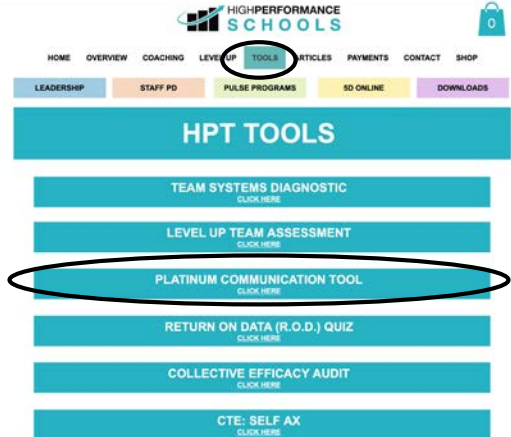 HIGHPERFORMANCE
SCHOOLS
0
HOME OVERVIEW COACHING LEVEL UP TOOLS ARTICLES PAYMENTS CONTACT SHOP
LEADERSHIP STAFF PD PULSE PROGRAMS 5D ONLINE DOWNLOADS
HPT TOOLS
TEAM SYSTEMS DIAGNOSTIC
CLICK HERE
LEVEL UP TEAM ASSESSMENT
CLICK HERE
PLATINUM COMMUNICATION TOOL
CLICK HERE
RETURN ON DATA (R.O.D.) QUIZ
CLICK HERE
COLLECTIVE EFFICACY AUDIT
CLICK HERE
CTE: SELF AX
CLICK HERE